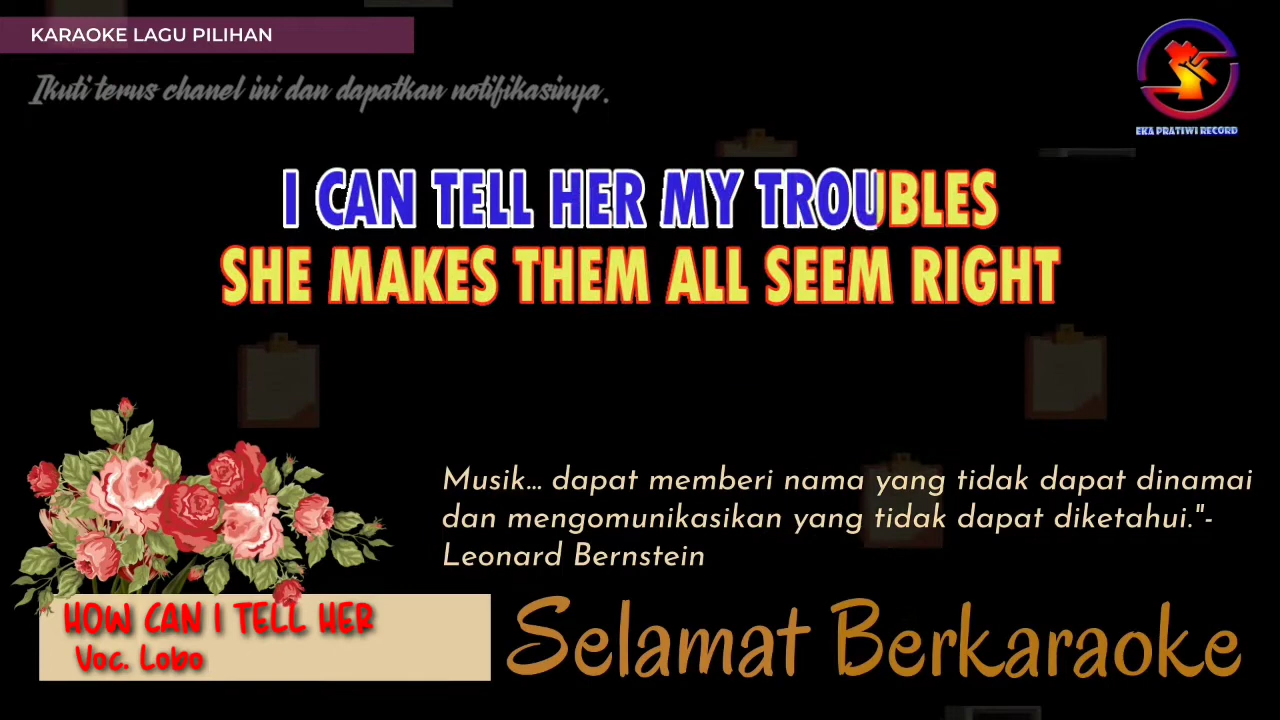 KARAOKE LAGU PILIHAN
Ikuti terus chanel ini dan dapatkan notifikasinya.
EKA PRATIWI RECORD
I CAN TELL HER MY TROUBLES
SHE MAKES THEM ALL SEEM RIGHT
Musik... dapat memberi nama yang tidak dapat dinamai
dan mengomunikasikan yang tidak dapat diketahui."-
Leonard Bernstein
HOW CAN I TELL HER
Voc. Lobo
Selamat Berkaraoke